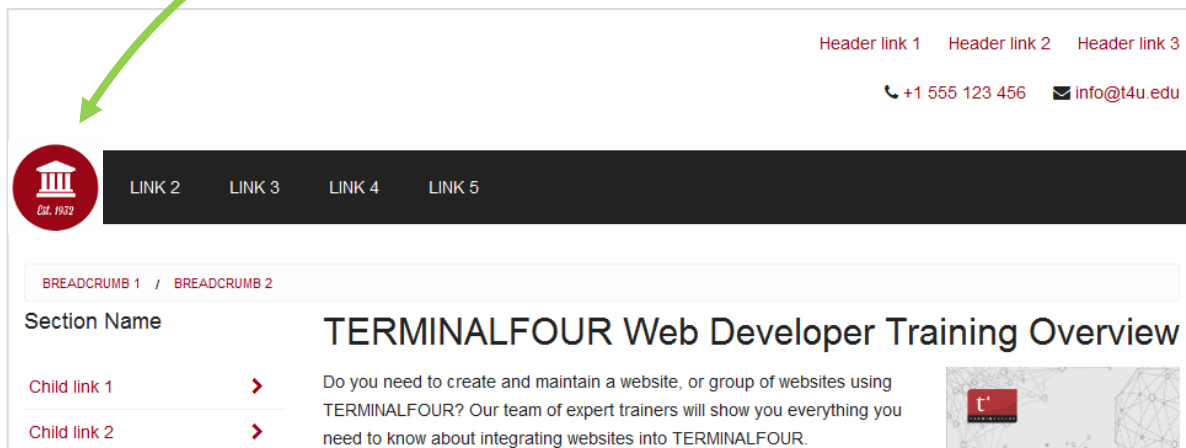 Header link 1 Header link 2 Header link 3
+1 555 123 456 info@t4u.edu
Est. 1932
LINK 2 LINK 3 LINK 4 LINK 5
BREADCRUMB 1 / BREADCRUMB 2
Section Name
TERMINALFOUR Web Developer Training Overview
Child link 1
Child link 2
Do you need to create and maintain a website, or group of websites using
TERMINALFOUR? Our team of expert trainers will show you everything you
need to know about integrating websites into TERMINALFOUR.
t4
TERMINALFOUR